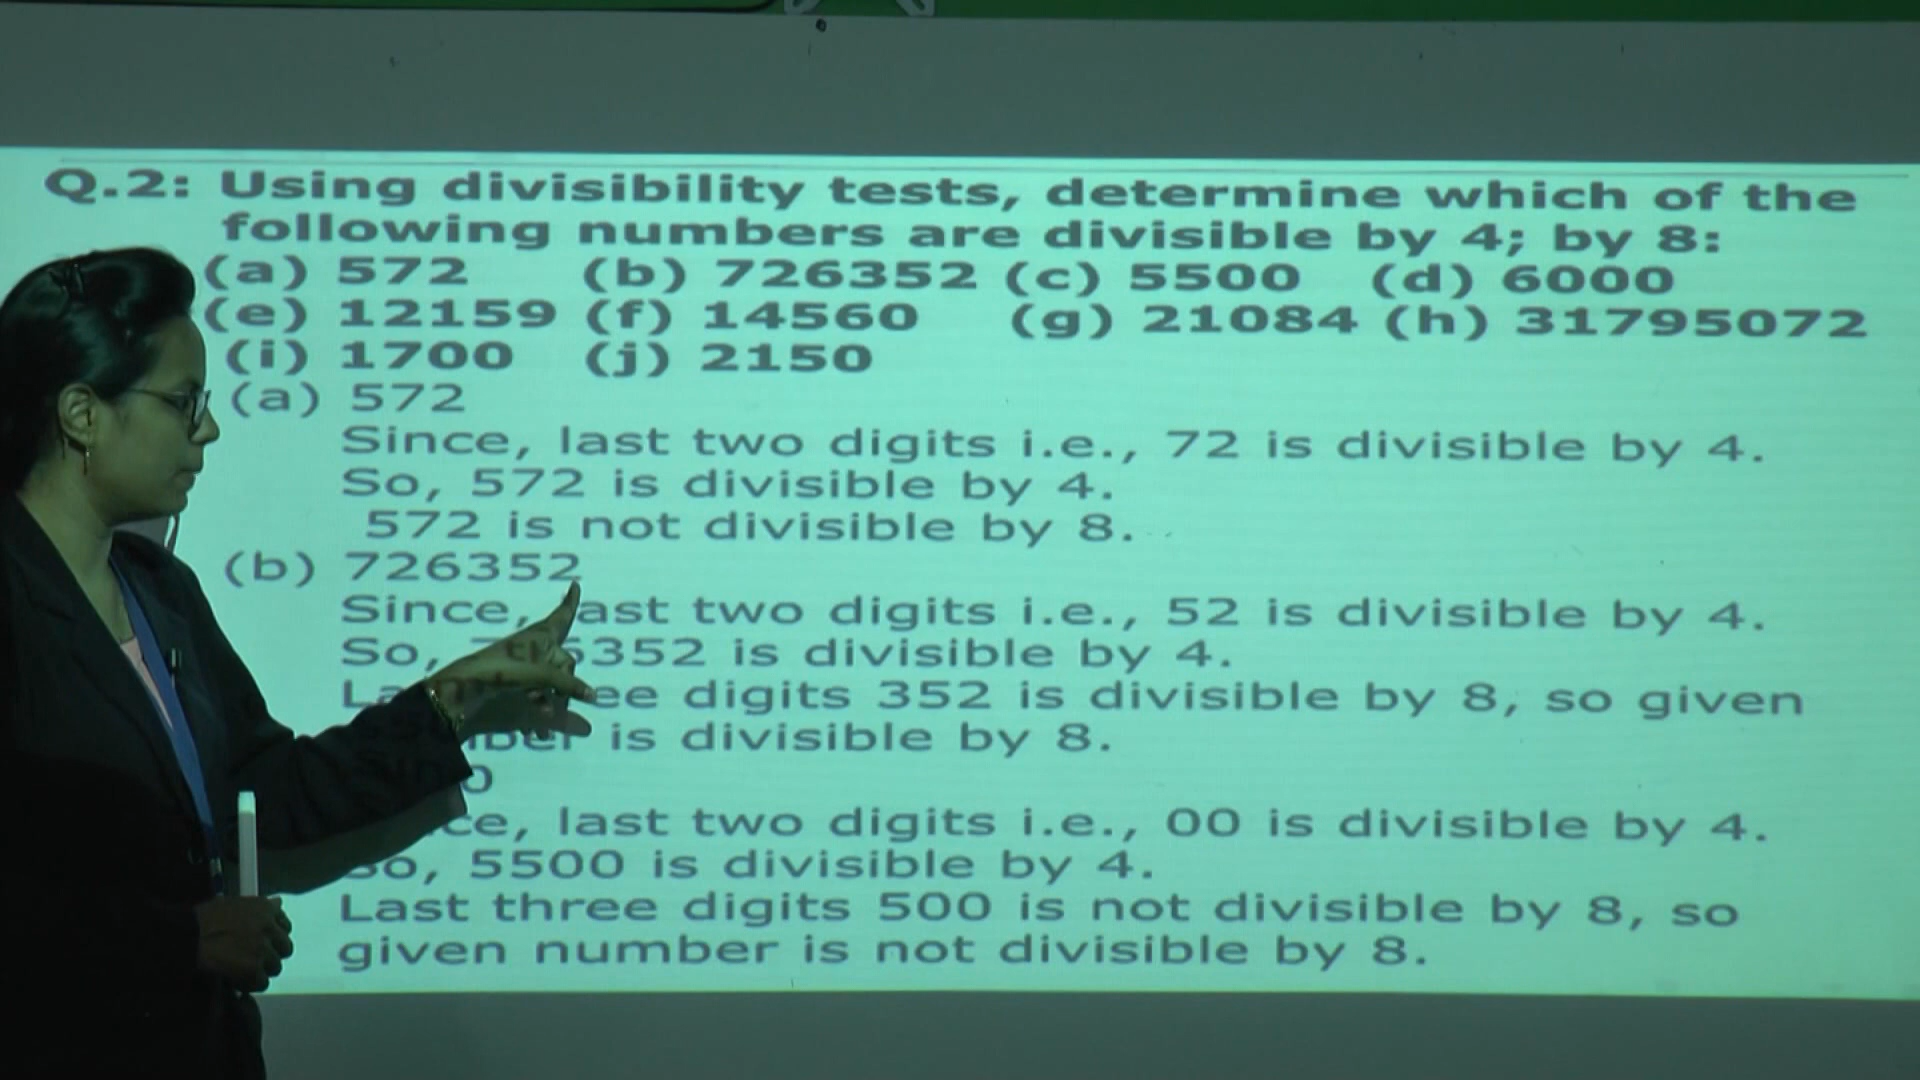 Q.2: Using divisibility tests, determine which of the
following numbers are divisible by 4; by 8:
(a) 572 (b) 726352 (c) 5500 (d) 6000
(e) 12159 (f) 14560 (g) 21084 (h) 31795072
(i) 1700 (j) 2150
(a) 572
Since, last two digits i.e., 72 is divisible by 4.
So, 572 is divisible by 4.
572 is not divisible by 8.
(b) 726352
Since, last two digits i.e., 52 is divisible by 4.
So, 726352 is divisible by 4.
digits 352 is divisible by 8, so given
is divisible by 8.
last two digits i.e., 00 is divisible by 4.
So, 5500 is divisible by 4.
Last three digits 500 is not divisible by 8, so
given number is not divisible by 8.